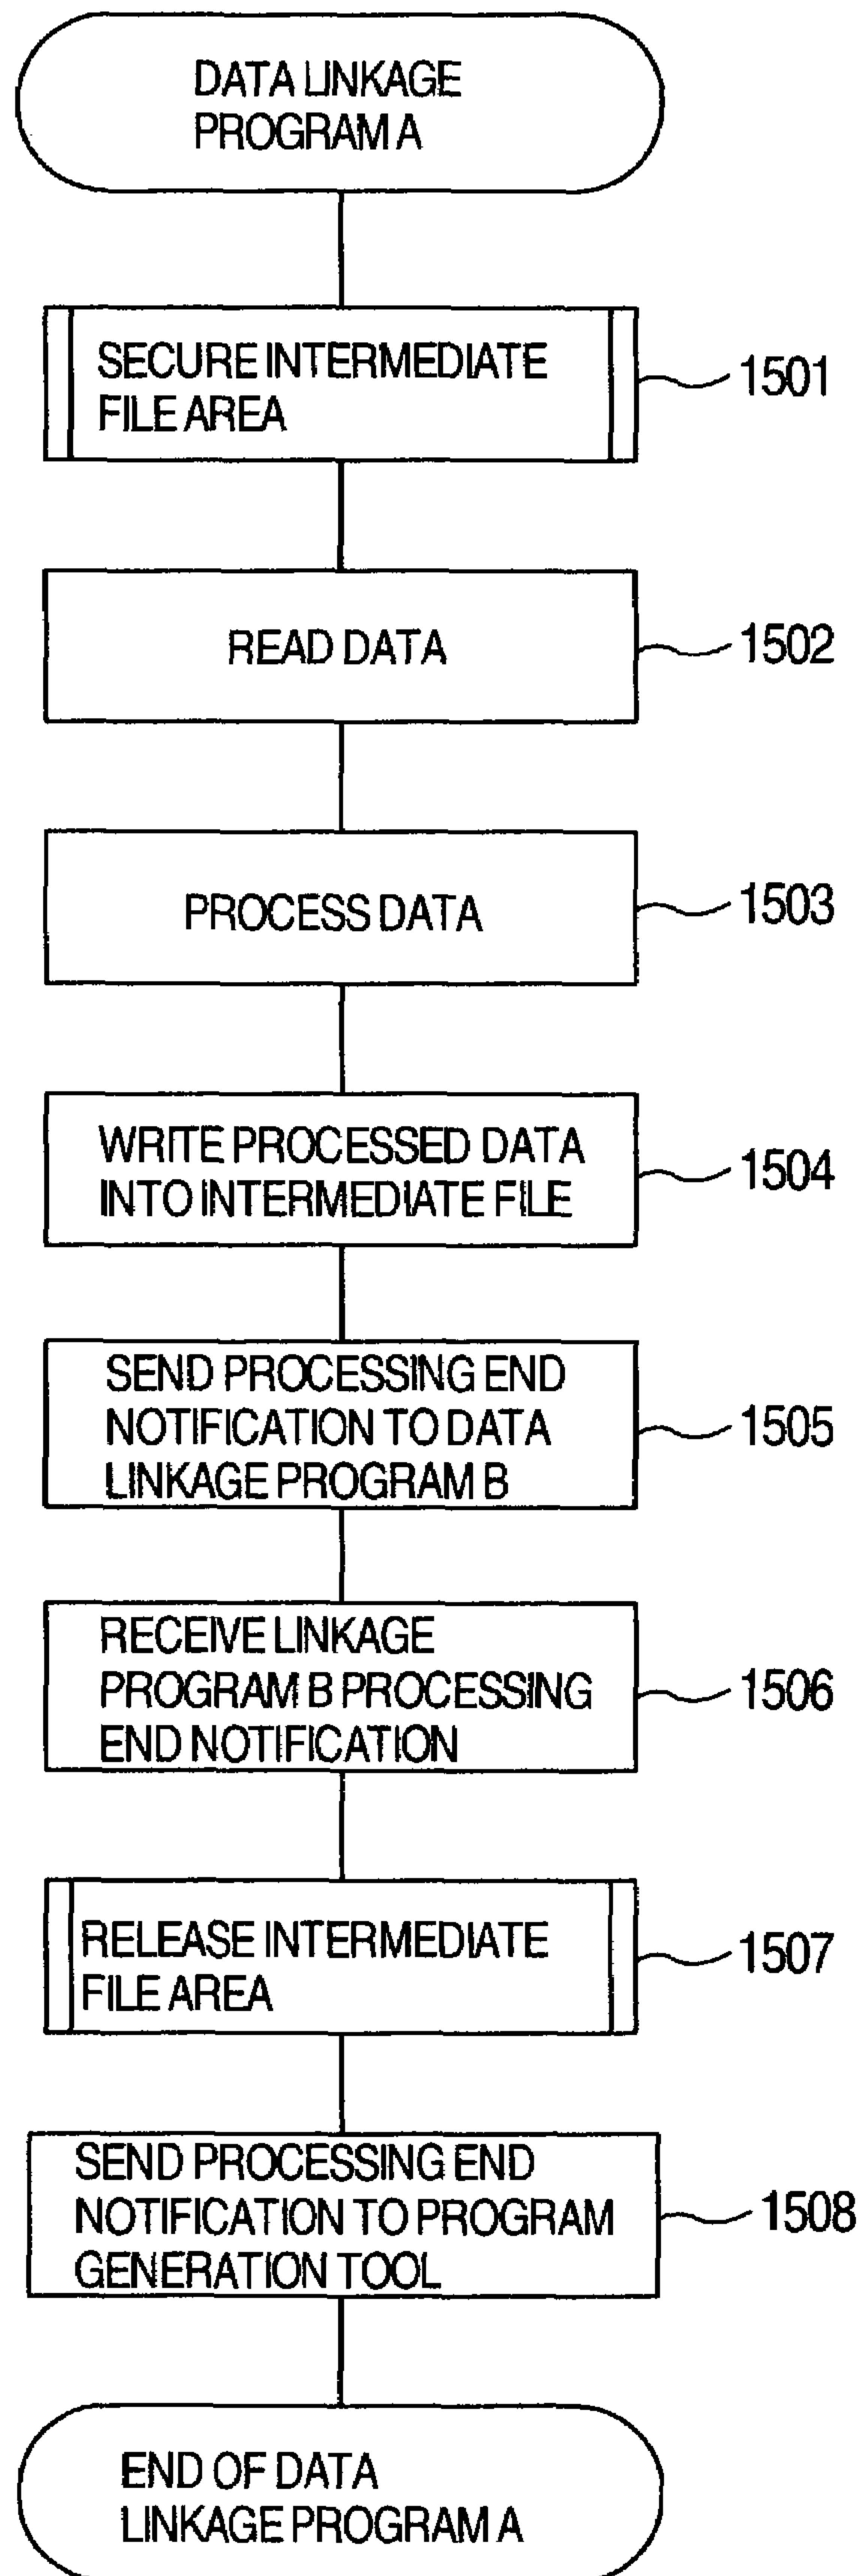 DATA LINKAGE
PROGRAM A
SECURE INTERMEDIATE
FILE AREA
1501
READ DATA
1502
PROCESS DATA
1503
WRITE PROCESSED DATA
INTO INTERMEDIATE FILE
1504
SEND PROCESSING END
NOTIFICATION TO DATA
LINKAGE PROGRAM B
1505
RECEIVE LINKAGE
PROGRAM B PROCESSING
END NOTIFICATION
1506
RELEASE INTERMEDIATE
FILE AREA
1507
SEND PROCESSING END
NOTIFICATION TO PROGRAM
GENERATION TOOL
1508
END OF DATA
LINKAGE PROGRAM A